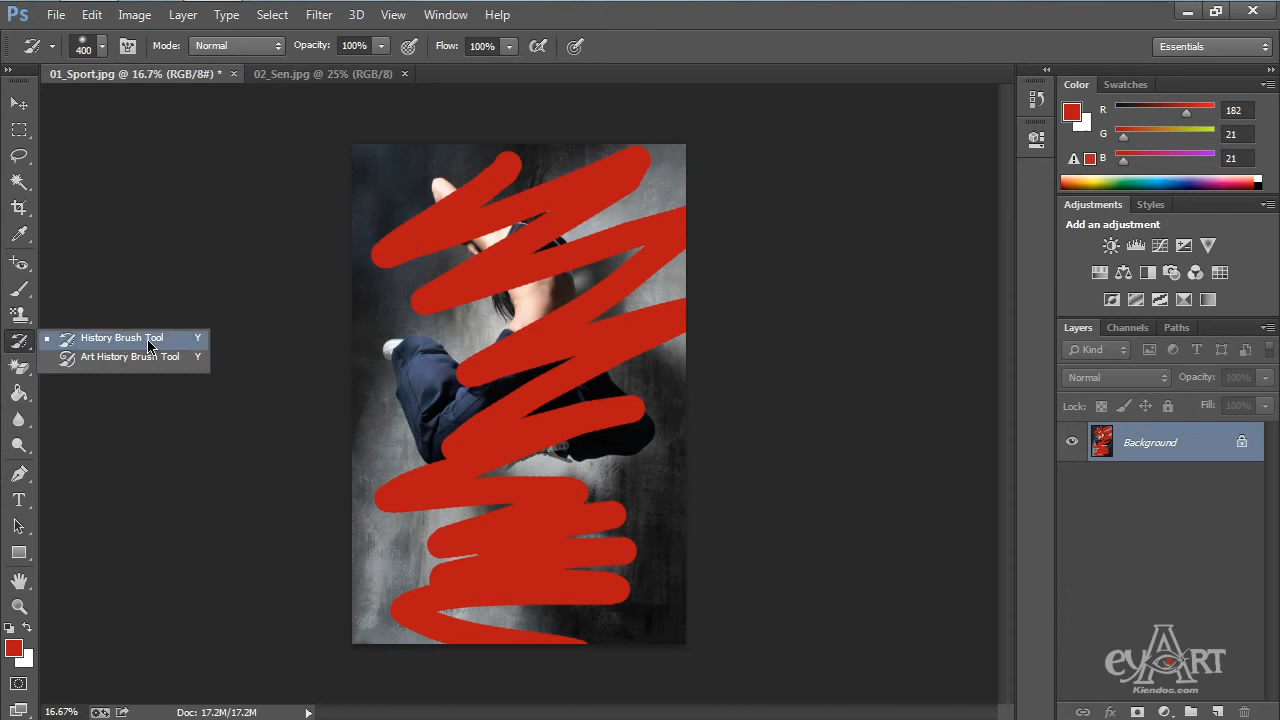 Ps File Edit Image Layer Type Select Filter 3D View Window Help
400 Mode: Normal Opacity: 100% Flow: 100% Essentials
01_Sport.jpg @ 16.7% (RGB/8#) * × 02_Sen.jpg @ 25% (RGB/8) ×
Color Swatches
R 182
G 21
B 21
Adjustments Styles
Add an adjustment
Layers Channels Paths
Kind
Normal Opacity: 100%
Lock: Fill: 100%
Background
History Brush Tool Y
Art History Brush Tool Y
T
eyART
Kiendoc.com
16.67% Doc: 17.2M/17.2M